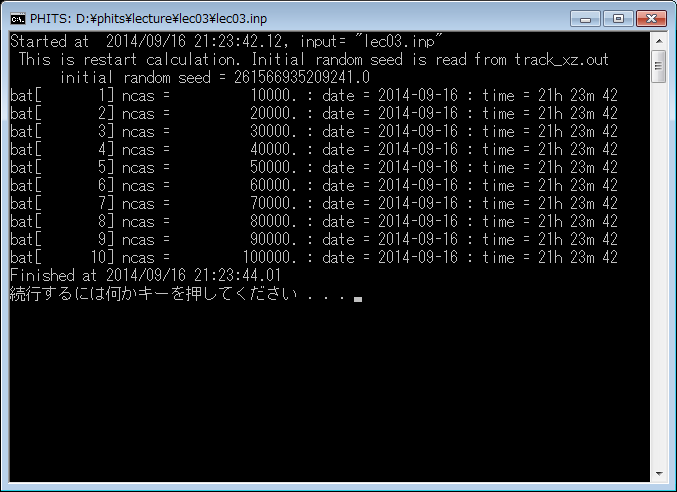 PHITS: D:¥phits¥lecture¥lec03¥lec03.inp
Started at  2014/09/16 21:23:42.12, input= "lec03.inp"
 This is restart calculation. Initial random seed is read from track_xz.out
      initial random seed = 261566935209241.0
bat[       1] ncas =          10000. : date = 2014-09-16 : time = 21h 23m 42
bat[       2] ncas =          20000. : date = 2014-09-16 : time = 21h 23m 42
bat[       3] ncas =          30000. : date = 2014-09-16 : time = 21h 23m 42
bat[       4] ncas =          40000. : date = 2014-09-16 : time = 21h 23m 42
bat[       5] ncas =          50000. : date = 2014-09-16 : time = 21h 23m 42
bat[       6] ncas =          60000. : date = 2014-09-16 : time = 21h 23m 42
bat[       7] ncas =          70000. : date = 2014-09-16 : time = 21h 23m 42
bat[       8] ncas =          80000. : date = 2014-09-16 : time = 21h 23m 42
bat[       9] ncas =          90000. : date = 2014-09-16 : time = 21h 23m 42
bat[      10] ncas =         100000. : date = 2014-09-16 : time = 21h 23m 42
Finished at 2014/09/16 21:23:44.01
続行するには何かキーを押してください . . .